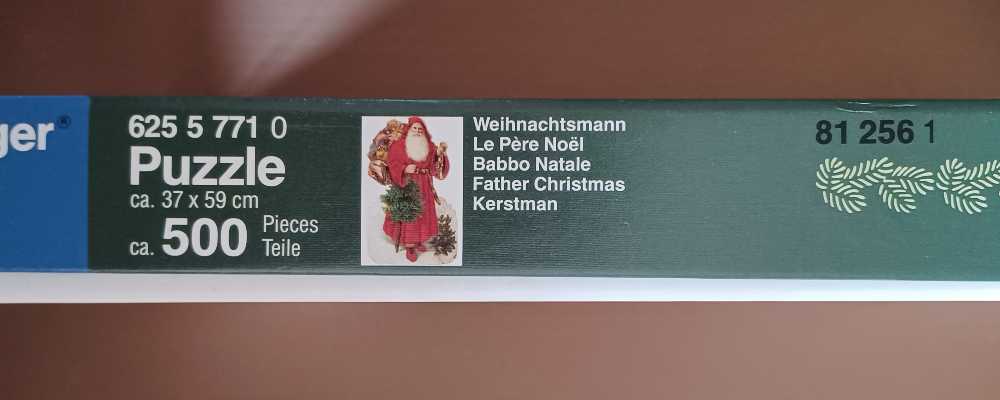 ger®
625 5 771 0
Puzzle
ca. 37 x 59 cm
ca. 500 Pieces
Teile
Weihnachtsmann
Le Père Noël
Babbo Natale
Father Christmas
Kerstman
81 256 1